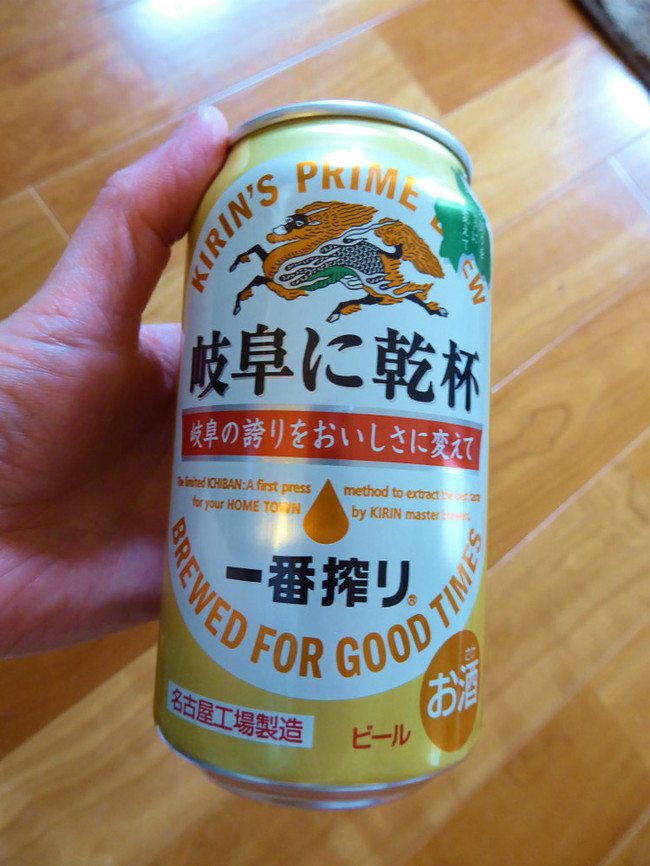 KIRIN'S PRIME BREW
岐阜に乾杯
岐阜の誇りをおいしさに変えて
The limited ICHIBAN: A first press method to extract the best taste
for your HOME TOWN by KIRIN master brewers.
一番搾り®
BREWED FOR GOOD TIMES
さけ
お酒
名古屋工場製造
ビール